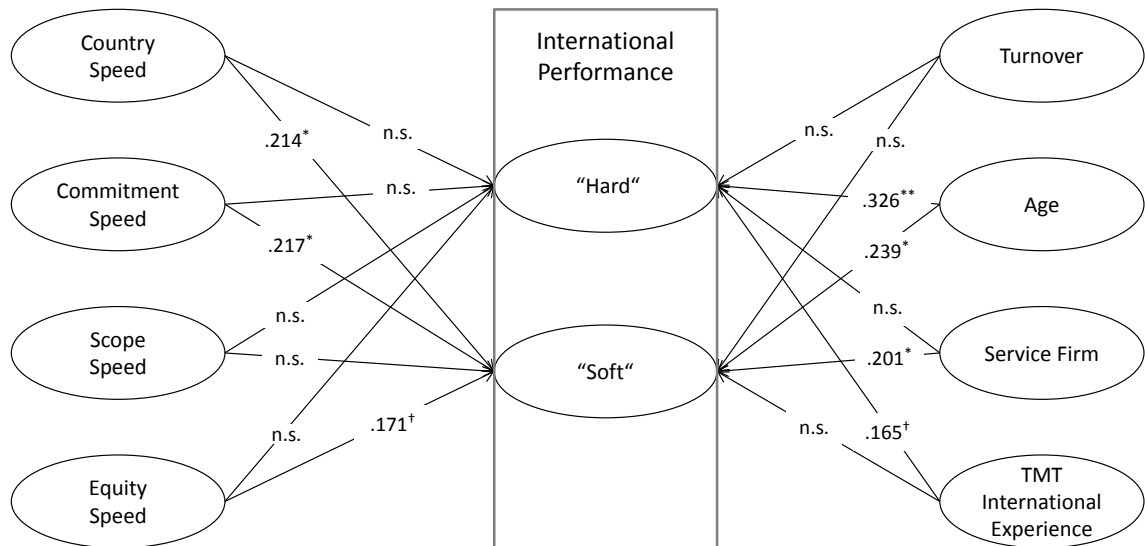 Country
Speed
International
Performance
Turnover
n.s.
n.s.
.214*
n.s.
"Hard"
Commitment
Speed
n.s.
.326**
Age
.217*
.239*
n.s.
n.s.
Scope
Speed
n.s.
"Soft"
.201*
Service Firm
n.s.
.171†
n.s.
.165†
Equity
Speed
TMT
International
Experience